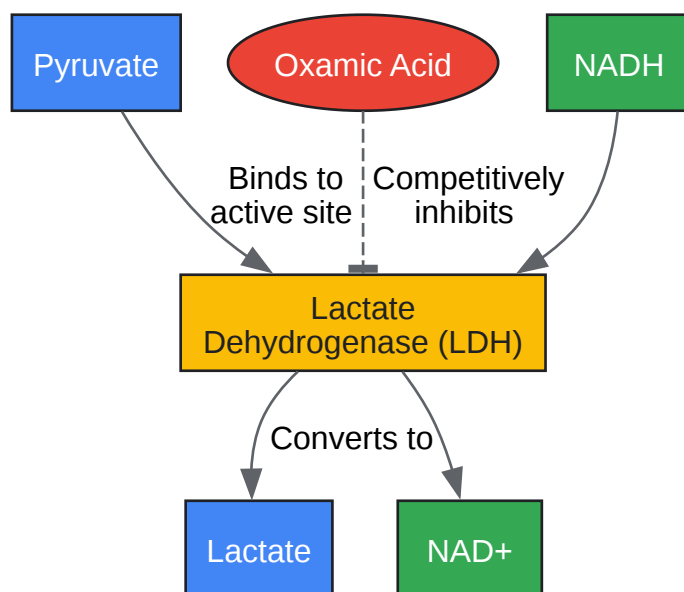 Pyruvate
Oxamic Acid
NADH
Binds to
active site
Competitively
inhibits
Lactate
Dehydrogenase (LDH)
Converts to
Lactate
NAD+